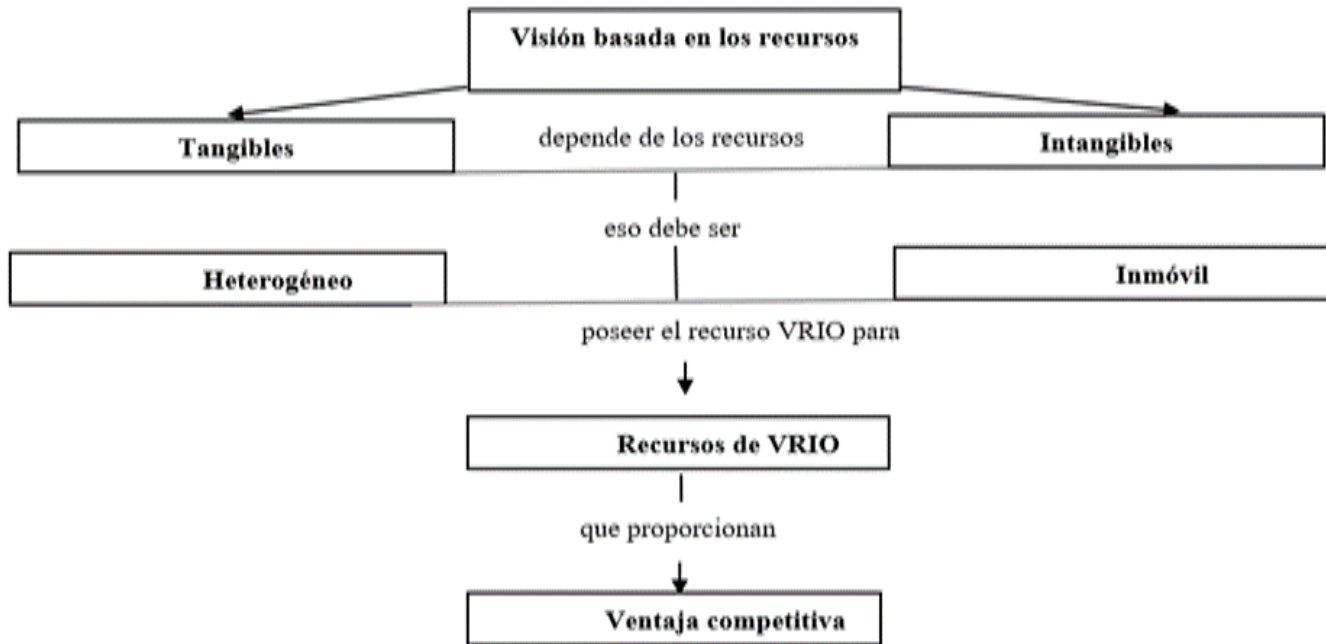 Visión basada en los recursos
Tangibles
depende de los recursos
Intangibles
eso debe ser
Heterogéneo
Inmóvil
poseer el recurso VRIO para
Recursos de VRIO
que proporcionan
Ventaja competitiva